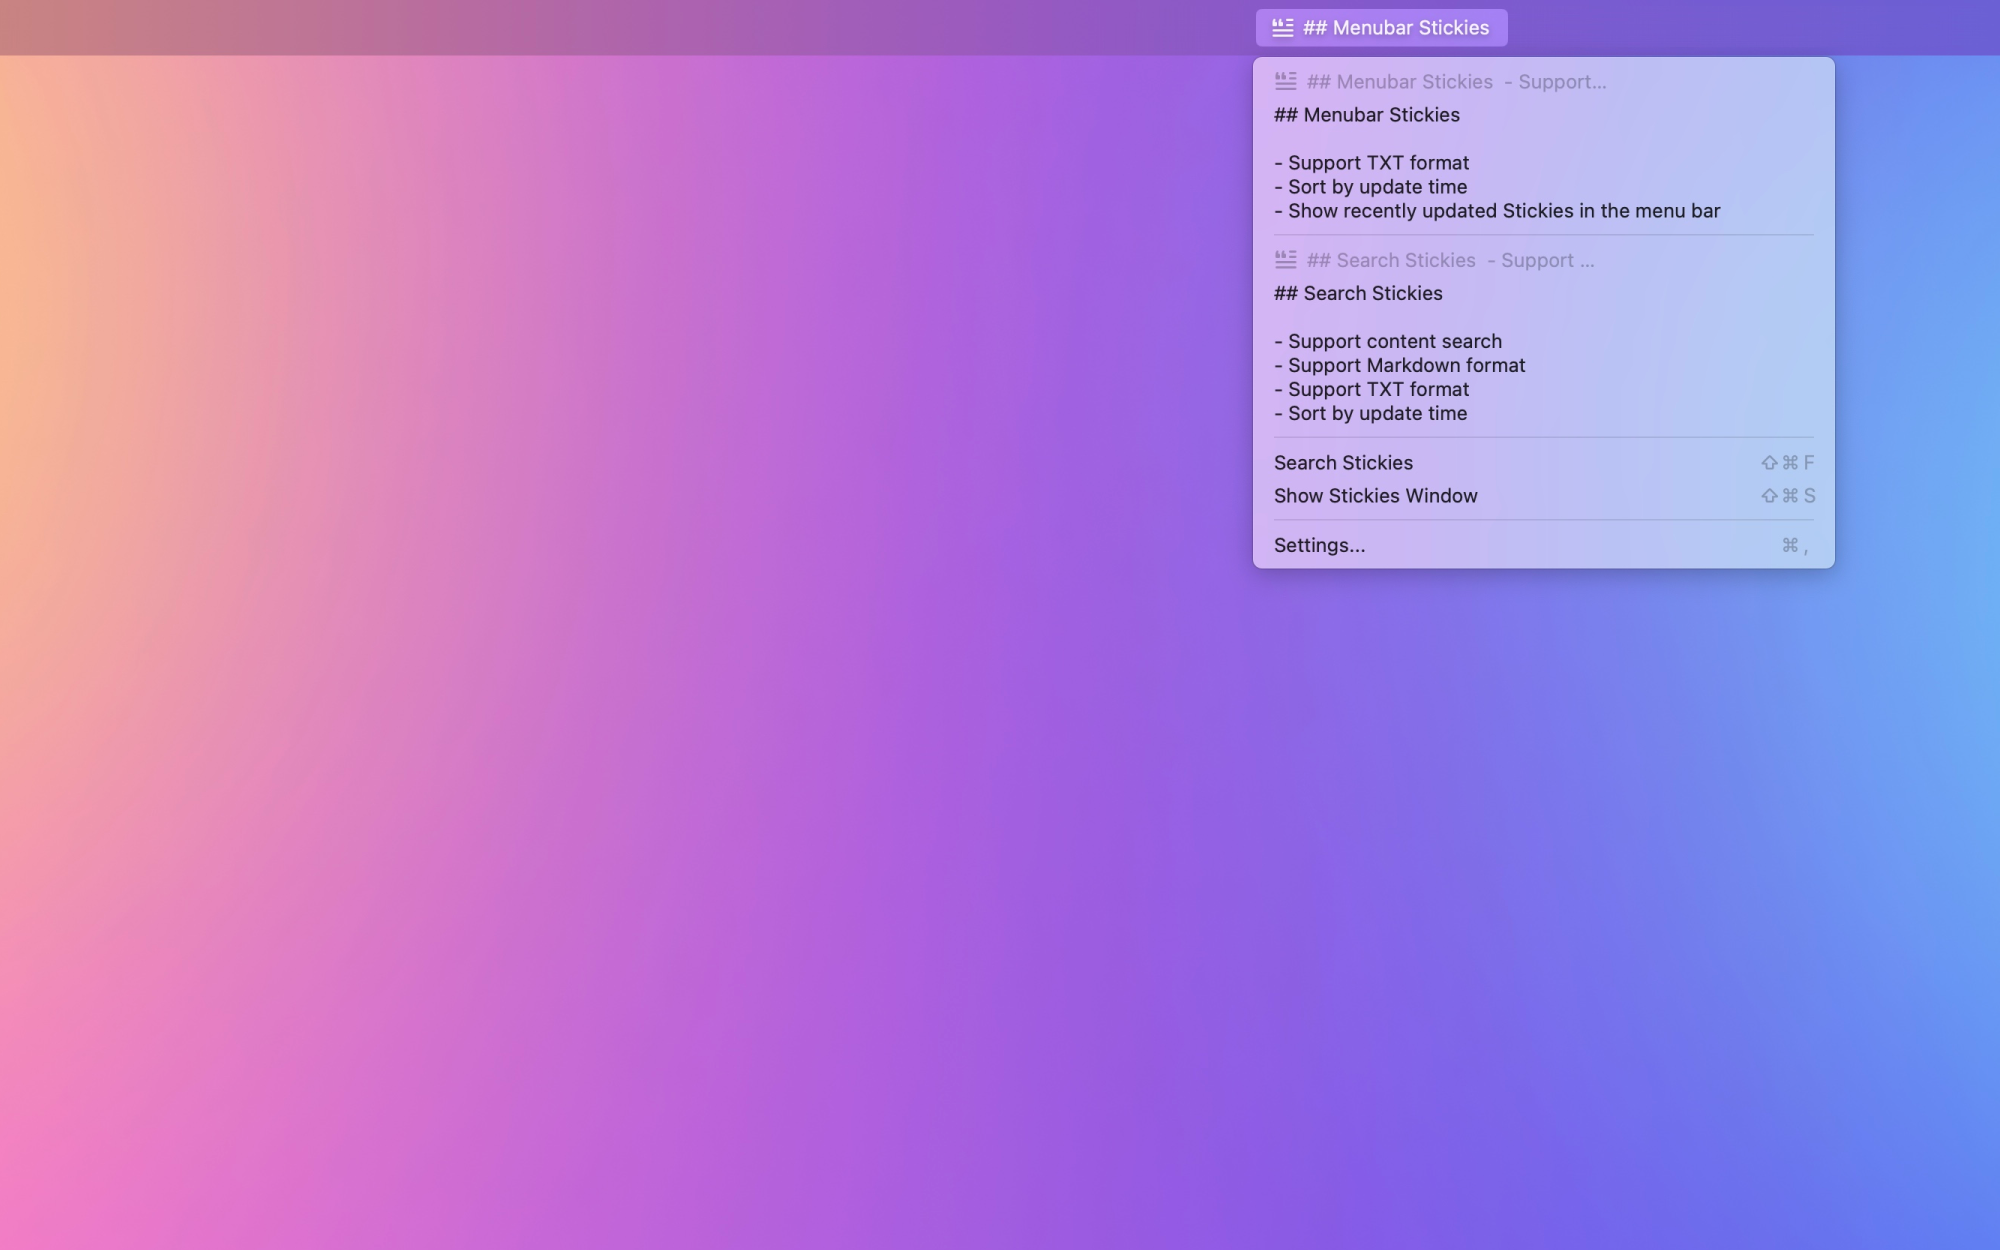 ## Menubar Stickies
## Menubar Stickies  - Support...
## Menubar Stickies
- Support TXT format
- Sort by update time
- Show recently updated Stickies in the menu bar
## Search Stickies  - Support ...
## Search Stickies
- Support content search
- Support Markdown format
- Support TXT format
- Sort by update time
Search Stickies ⇧⌘F
Show Stickies Window ⇧⌘S
Settings... ⌘,